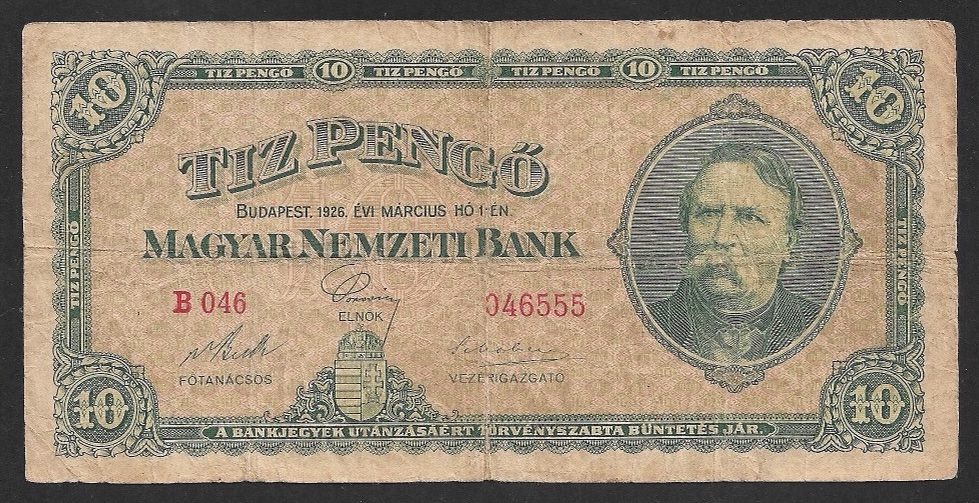 TIZ PENGŐ 10 TIZ PENGŐ TIZ PENGŐ 10 TIZ PENGŐ
10 10
TIZ PENGŐ
BUDAPEST, 1926. ÉVI MÁRCIUS HÓ 1-ÉN.
MAGYAR NEMZETI BANK
TIZ PENGŐ
TIZ PENGŐ
B 046 046555
ELNÖK
FŐTANÁCSOS VEZÉRIGAZGATÓ
10 10
A BANKJEGYEK UTÁNZÁSÁÉRT TÖRVÉNYSZABTA BÜNTETÉS JÁR.